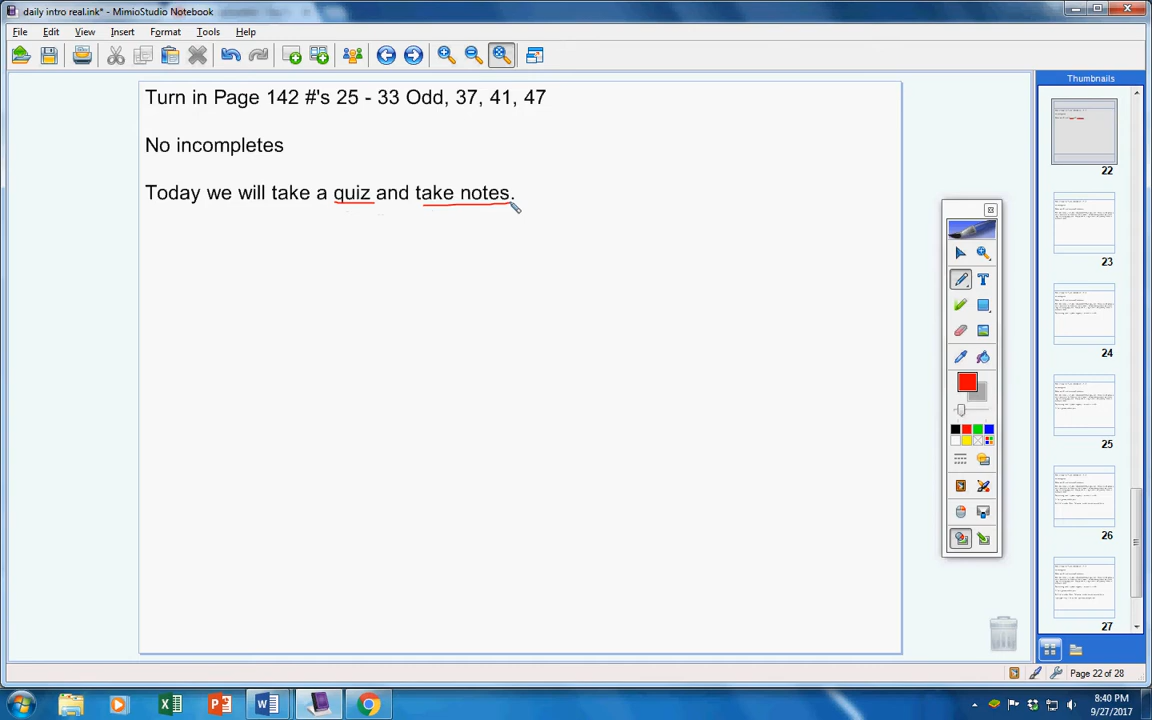 daily intro real.ink* - MimioStudio Notebook
File Edit View Insert Format Tools Help
Thumbnails
Turn in Page 142 #'s 25 - 33 Odd, 37, 41, 47
No incompletes
Today we will take a quiz and take notes.
22
23
24
25
26
27
Page 22 of 28
8:40 PM
9/27/2017